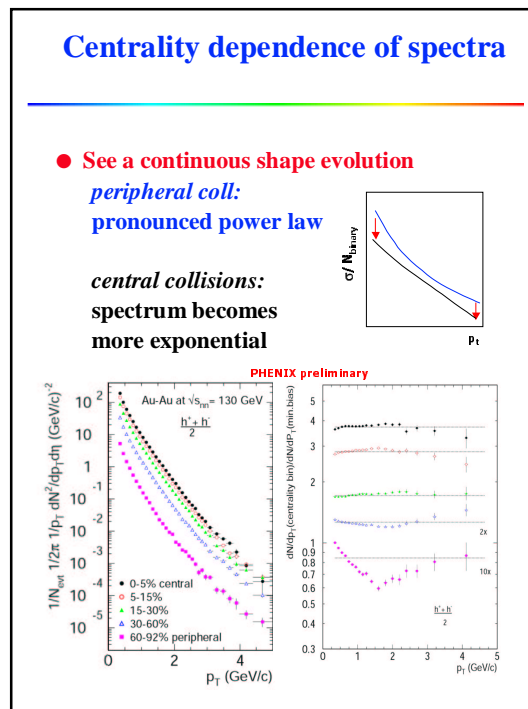 Centrality dependence of spectra
● See a continuous shape evolution
peripheral coll:
pronounced power law
central collisions:
spectrum becomes
more exponential
σ/ N_binary
p_t
PHENIX preliminary
1/N_evt 1/2π 1/p_T dN²/dp_T dη (GeV/c)^-2
10^2
10
1
10^-1
10^-2
10^-3
10^-4
10^-5
Au-Au at √s_nn = 130 GeV
h^+ + h^-
2
0-5% central
5-15%
15-30%
30-60%
60-92% peripheral
0 2 4
p_T [GeV/c]
dN/dp_T(centrality bin)/dN/dP_T(min.bias)
5
4
3
2
1
0.9
0.8
0.7
0.6
0.5
0.4
0.3
2x
10x
h^+ + h^-
2
0 1 2 3 4 5
p_T (GeV/c)